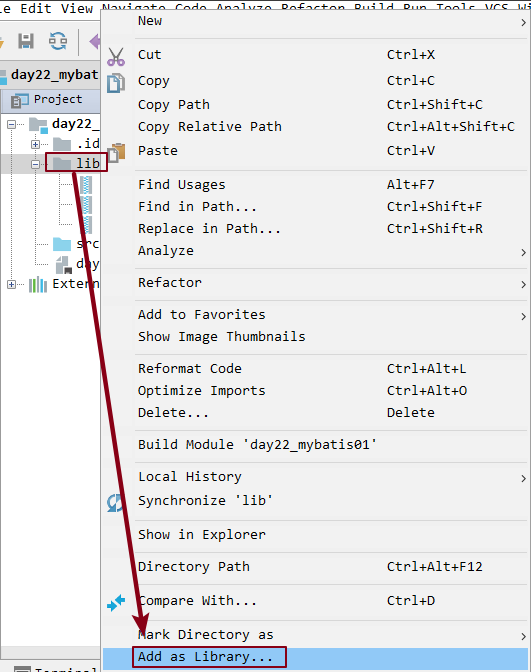 Edit View Navigate Code Analyze Refactor Build Run Tools VCS
day22_mybat
Project
day22_
.id
lib
src
day
Extern
New
Cut Ctrl+X
Copy Ctrl+C
Copy Path Ctrl+Shift+C
Copy Relative Path Ctrl+Alt+Shift+C
Paste Ctrl+V
Find Usages Alt+F7
Find in Path... Ctrl+Shift+F
Replace in Path... Ctrl+Shift+R
Analyze
Refactor
Add to Favorites
Show Image Thumbnails
Reformat Code Ctrl+Alt+L
Optimize Imports Ctrl+Alt+O
Delete... Delete
Build Module 'day22_mybatis01'
Local History
Synchronize 'lib'
Show in Explorer
Directory Path Ctrl+Alt+F12
Compare With... Ctrl+D
Mark Directory as
Add as Library...
Terminal